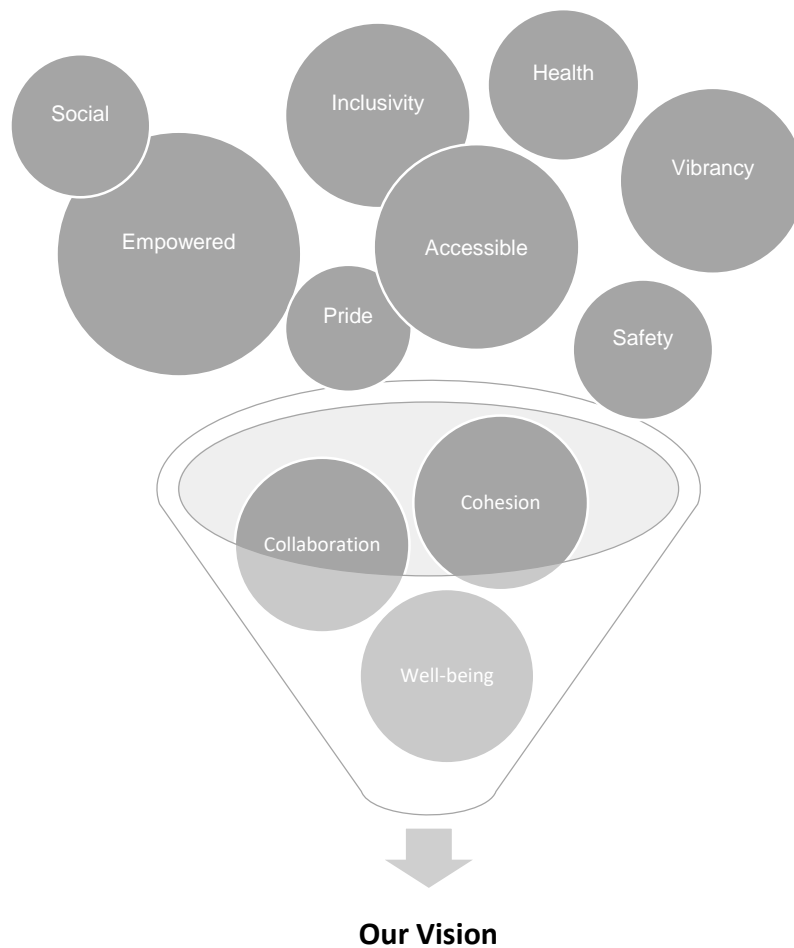 Health
Inclusivity
Social
Vibrancy
Empowered
Accessible
Pride
Safety
Cohesion
Collaboration
Well-being
Our Vision